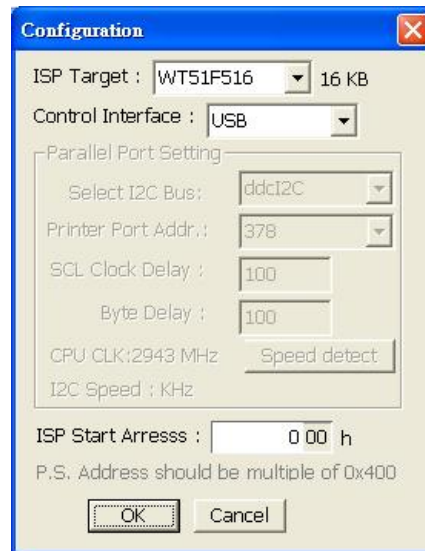 Configuration
ISP Target : WT51F516 16 KB
Control Interface : USB
Parallel Port Setting
Select I2C Bus: ddcI2C
Printer Port Addr.: 378
SCL Clock Delay : 100
Byte Delay : 100
CPU CLK:2943 MHz Speed detect
I2C Speed : KHz
ISP Start Arresss : 0 00 h
P.S. Address should be multiple of 0x400
OK Cancel